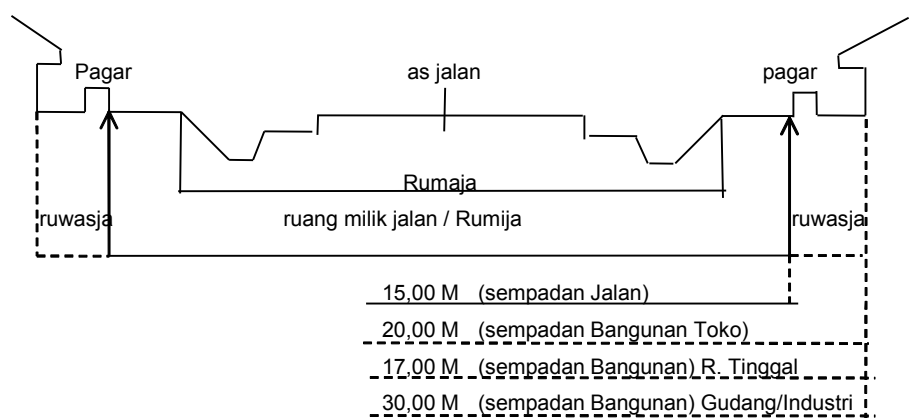 Pagar as jalan pagar
Rumaja
ruwasja ruang milik jalan / Rumija ruwasja
15,00 M (sempadan Jalan)
20,00 M (sempadan Bangunan Toko)
17,00 M (sempadan Bangunan) R. Tinggal
30,00 M (sempadan Bangunan) Gudang/Industri